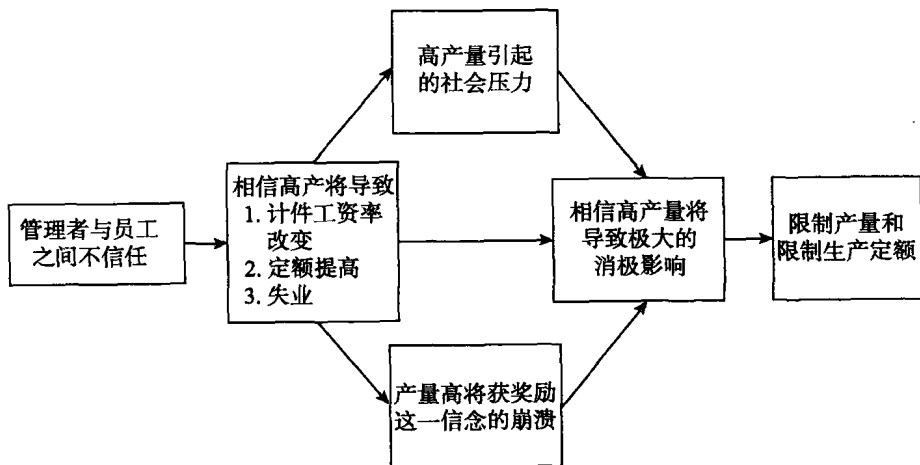 高产量引起
的社会压力
管理者与员工
之间不信任
相信高产将导致
1. 计件工资率
改变
2. 定额提高
3. 失业
相信高产量将
导致极大的
消极影响
限制产量和
限制生产定额
产量高将获奖励
这一信念的崩溃